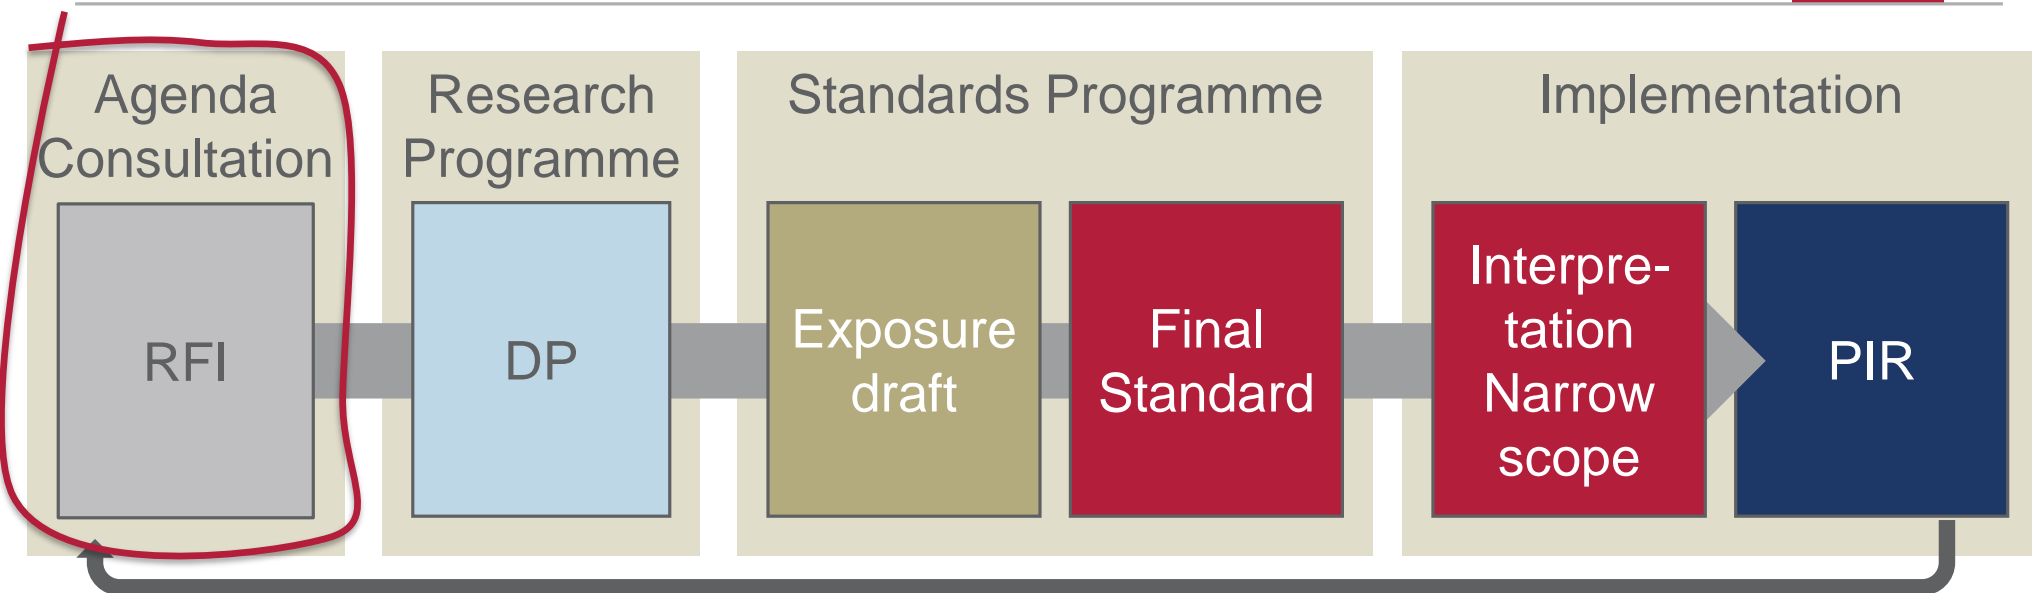 Agenda
Consultation
RFI
Research
Programme
DP
Standards Programme
Exposure
draft
Final
Standard
Implementation
Interpre-
tation
Narrow
scope
PIR